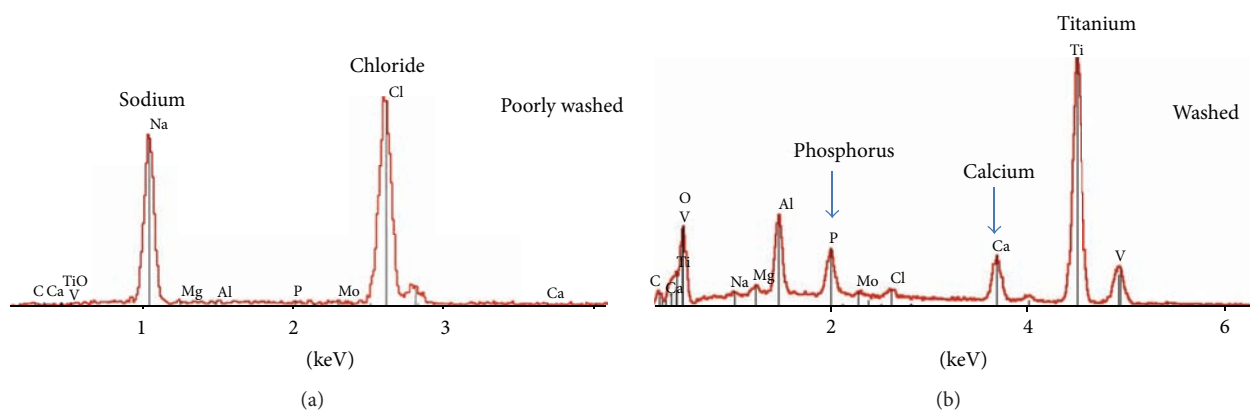 Sodium
Chloride
Poorly washed
Na
Cl
C Ca Ti O
V
Mg
Al
P
Mo
Ca
1
2
3
(keV)
(a)
Titanium
Ti
Washed
Phosphorus
Calcium
O
V
Al
P
Ca
V
Ti
C
Ca
Na
Mg
Mo
Cl
2
4
6
(keV)
(b)